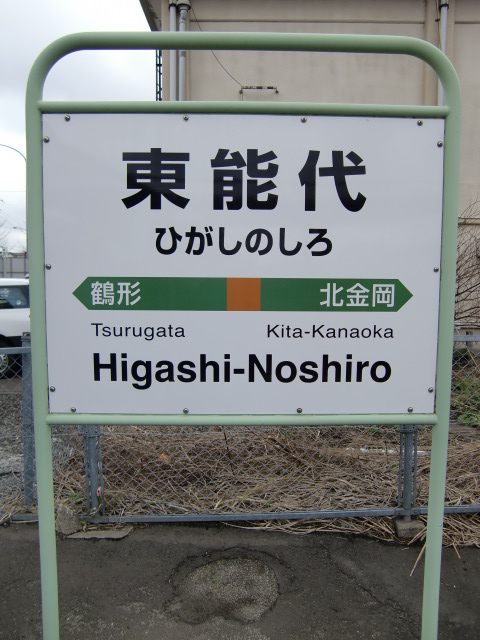 東能代
ひがしのしろ
鶴形 北金岡
Tsurugata Kita-Kanaoka
Higashi-Noshiro